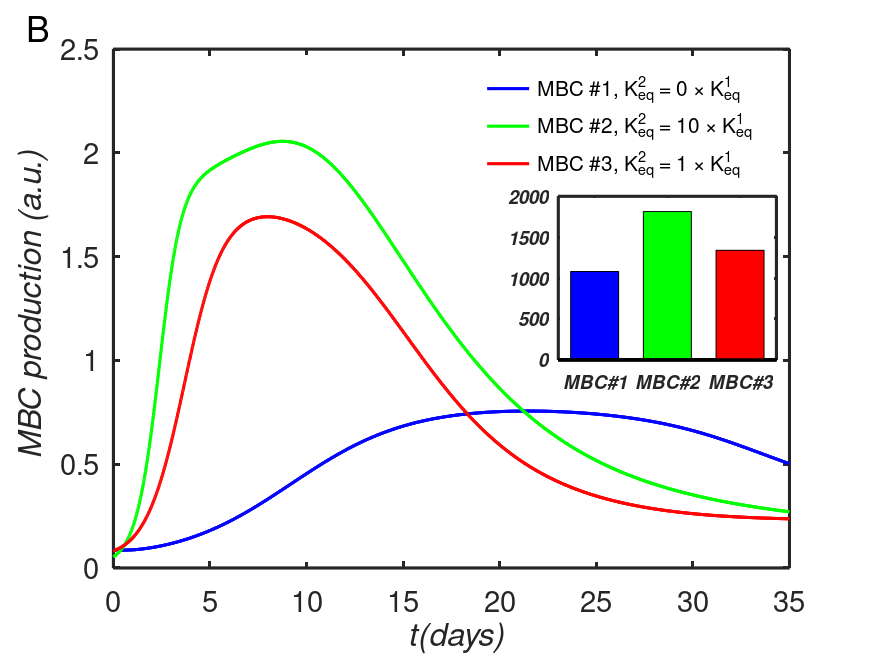 B
2.5
2
1.5
1
0.5
0
MBC production (a.u.)
MBC #1, K²eq = 0 × K¹eq
MBC #2, K²eq = 10 × K¹eq
MBC #3, K²eq = 1 × K¹eq
2000
1500
1000
500
0
MBC#1 MBC#2 MBC#3
0 5 10 15 20 25 30 35
t(days)